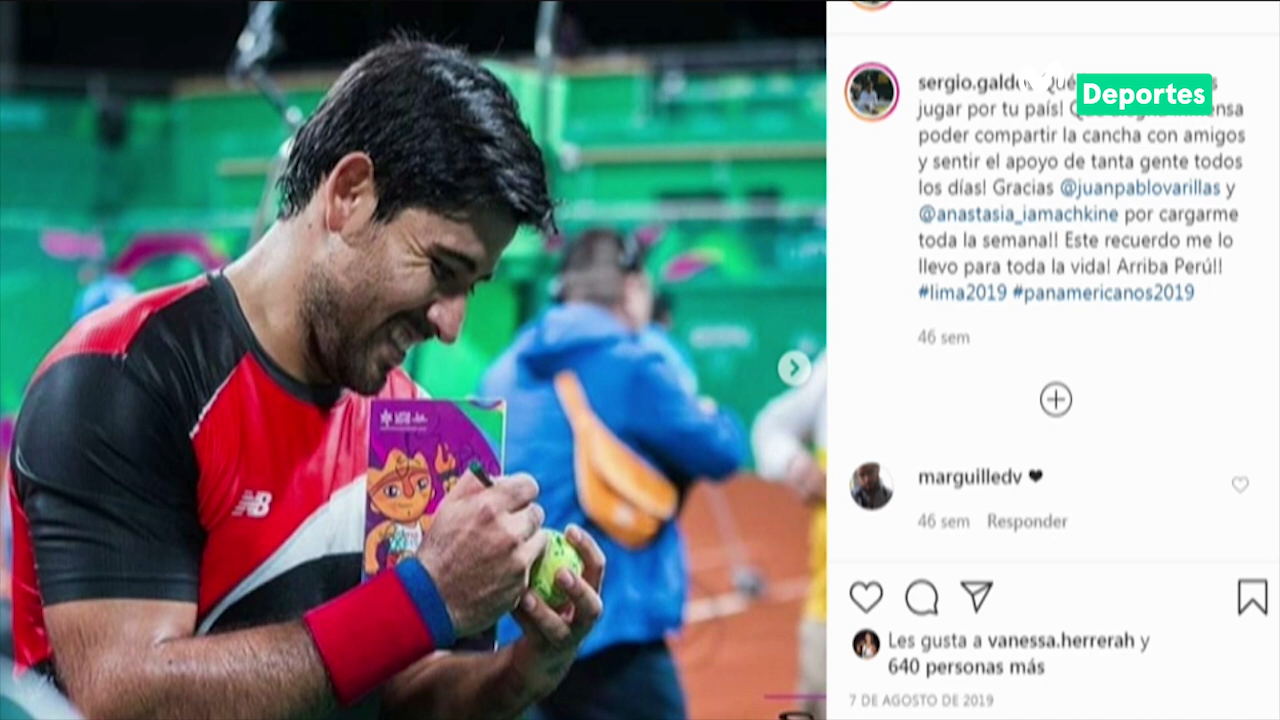 Deportes
jugar por tu país!
poder compartir la cancha con amigos
y sentir el apoyo de tanta gente todos
los días! Gracias @juanpablovarillas y
@anastasia_iamachkine por cargarme
toda la semana!! Este recuerdo me lo
llevo para toda la vida! Arriba Perú!!
#lima2019 #panamericanos2019
46 sem
marguilledv
46 sem Responder
Les gusta a vanessa.herrerah y
640 personas más
7 DE AGOSTO DE 2019
NB